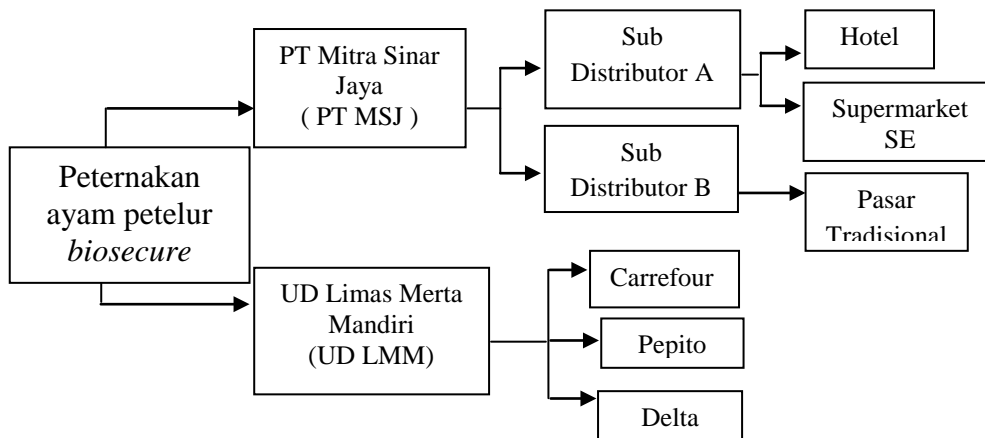 Peternakan
ayam petelur
biosecure
PT Mitra Sinar
Jaya
( PT MSJ )
Sub
Distributor A
Hotel
Supermarket
SE
Sub
Distributor B
Pasar
Tradisional
UD Limas Merta
Mandiri
(UD LMM)
Carrefour
Pepito
Delta